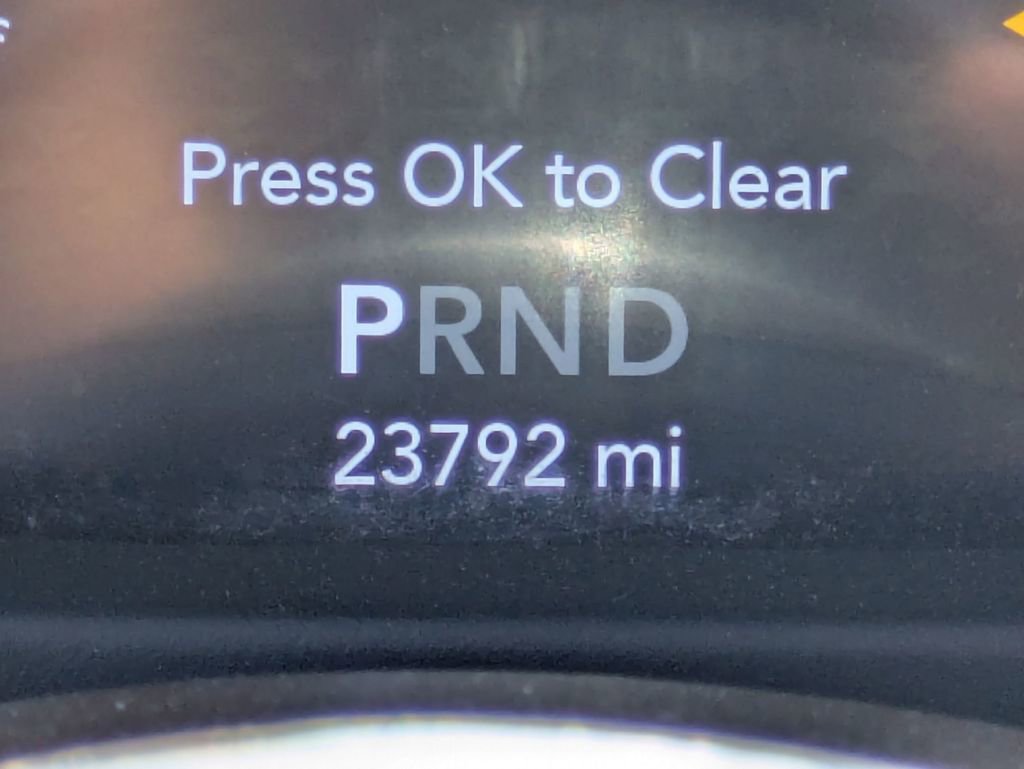 Press OK to Clear
PRND
23792 mi